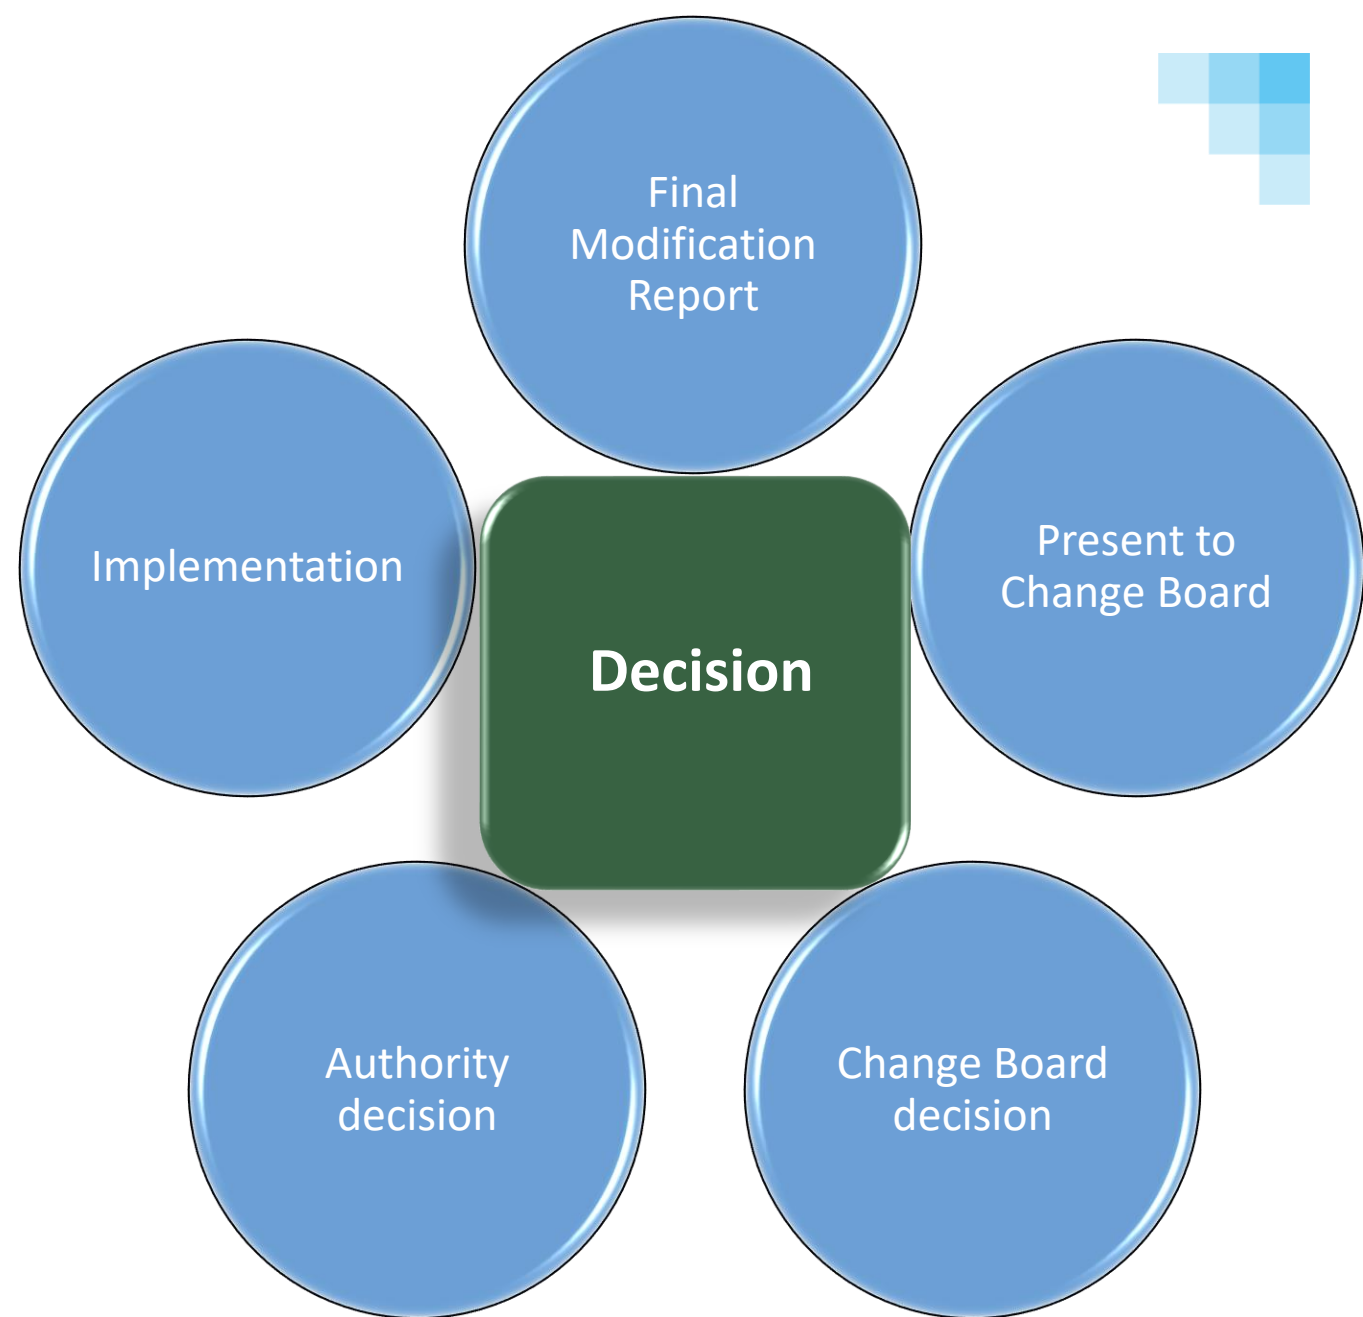 Final
Modification
Report
Present to
Change Board
Change Board
decision
Authority
decision
Implementation
Decision